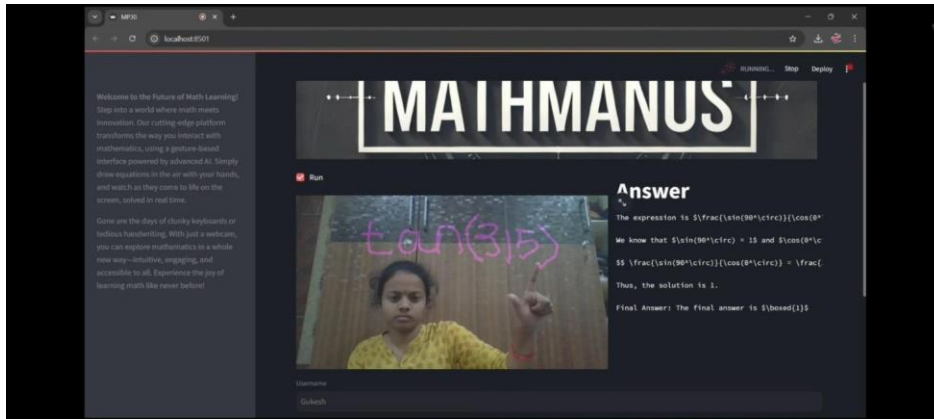 MP30
localhost:8501
RUNNING...
Stop
Deploy
Welcome to the Future of Math Learning!
Step into a world where math meets
innovation. Our cutting-edge platform
transforms the way you interact with
mathematics, using a gesture-based
interface powered by advanced AI. Simply
draw equations in the air with your hands,
and watch as they come to life on the
screen, solved in real time.
Gone are the days of clunky keyboards or
tedious handwriting. With just a webcam,
you can explore mathematics in a whole
new way—intuitive, engaging, and
accessible to all. Experience the joy of
learning math like never before!
MATHMANUS
Run
tan(315)
Answer
The expression is $\frac{\sin(90^\circ)}{\cos(0^
We know that $\sin(90^\circ) = 1$ and $\cos(0^\c
$$ \frac{\sin(90^\circ)}{\cos(0^\circ)} = \frac{
Thus, the solution is 1.
Final Answer: The final answer is $\boxed{1}$
Username
Gukesh